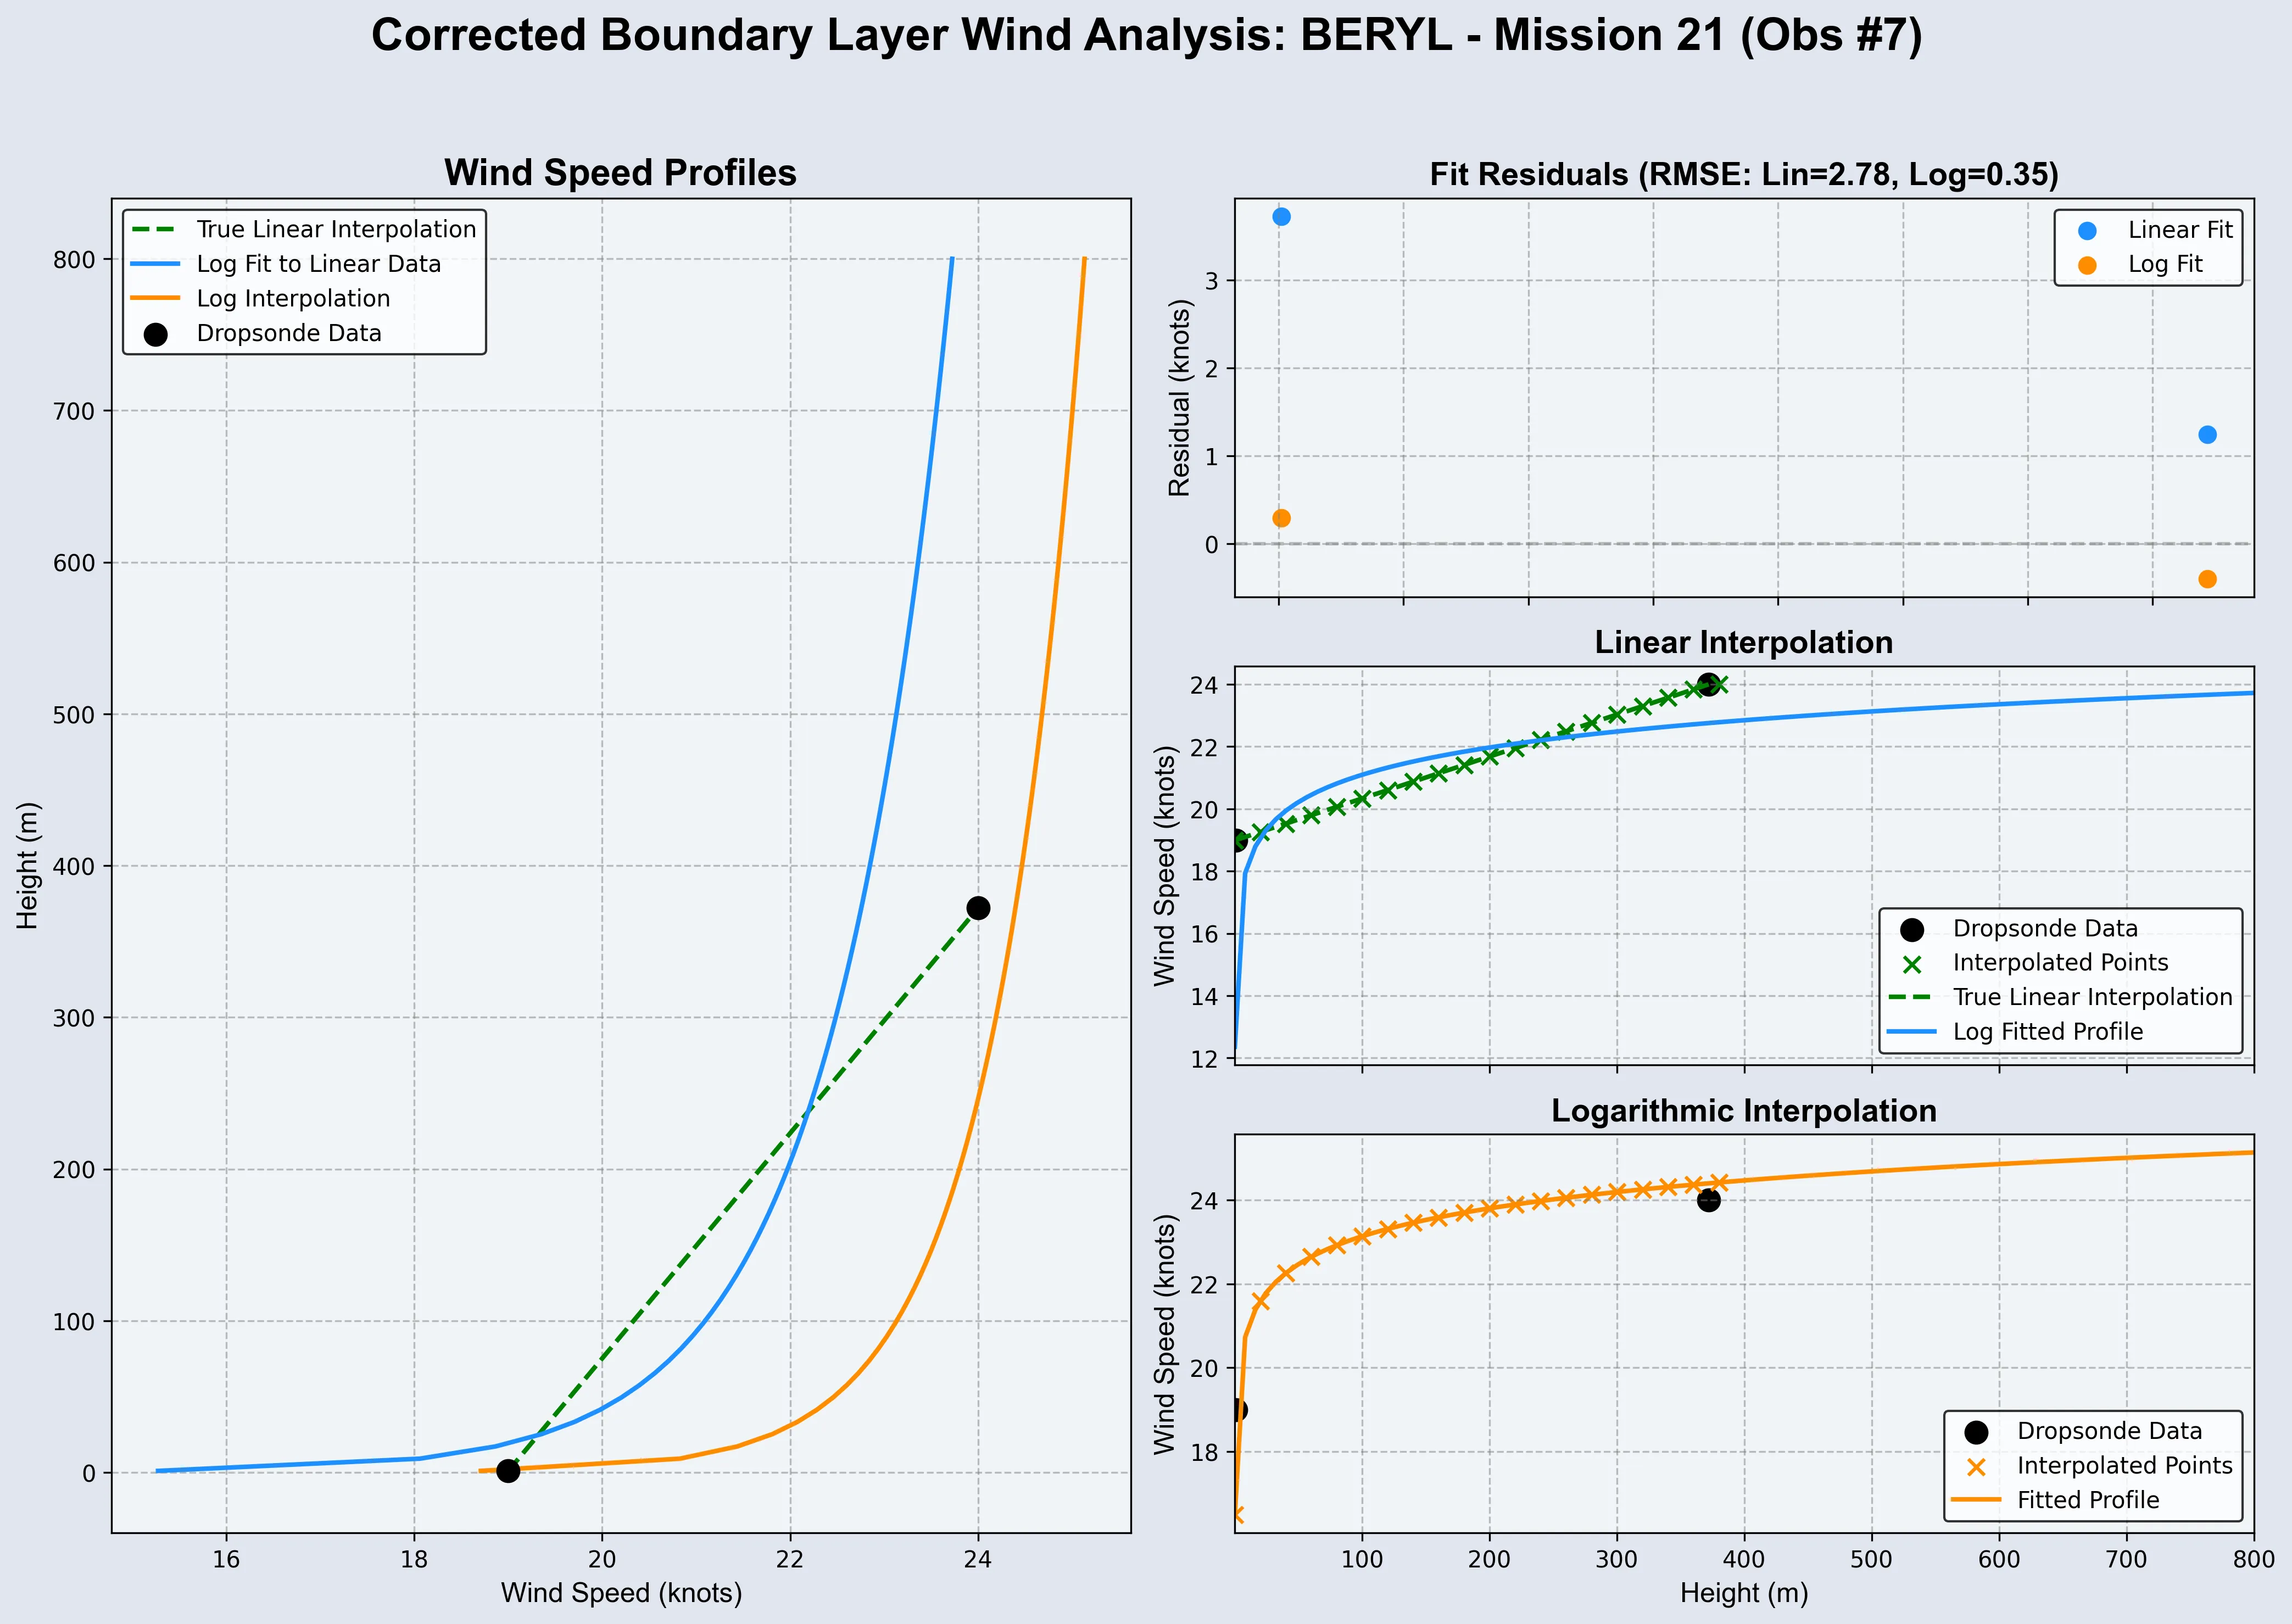 Corrected Boundary Layer Wind Analysis: BERYL - Mission 21 (Obs #7)
Wind Speed Profiles
True Linear Interpolation
Log Fit to Linear Data
Log Interpolation
Dropsonde Data
800
700
600
500
400
300
200
100
0
Height (m)
16 18 20 22 24
Wind Speed (knots)
Fit Residuals (RMSE: Lin=2.78, Log=0.35)
Linear Fit
Log Fit
3
2
1
0
Residual (knots)
Linear Interpolation
24
22
20
18
16
14
12
Wind Speed (knots)
Dropsonde Data
Interpolated Points
True Linear Interpolation
Log Fitted Profile
Logarithmic Interpolation
24
22
20
18
Wind Speed (knots)
Dropsonde Data
Interpolated Points
Fitted Profile
100 200 300 400 500 600 700 800
Height (m)